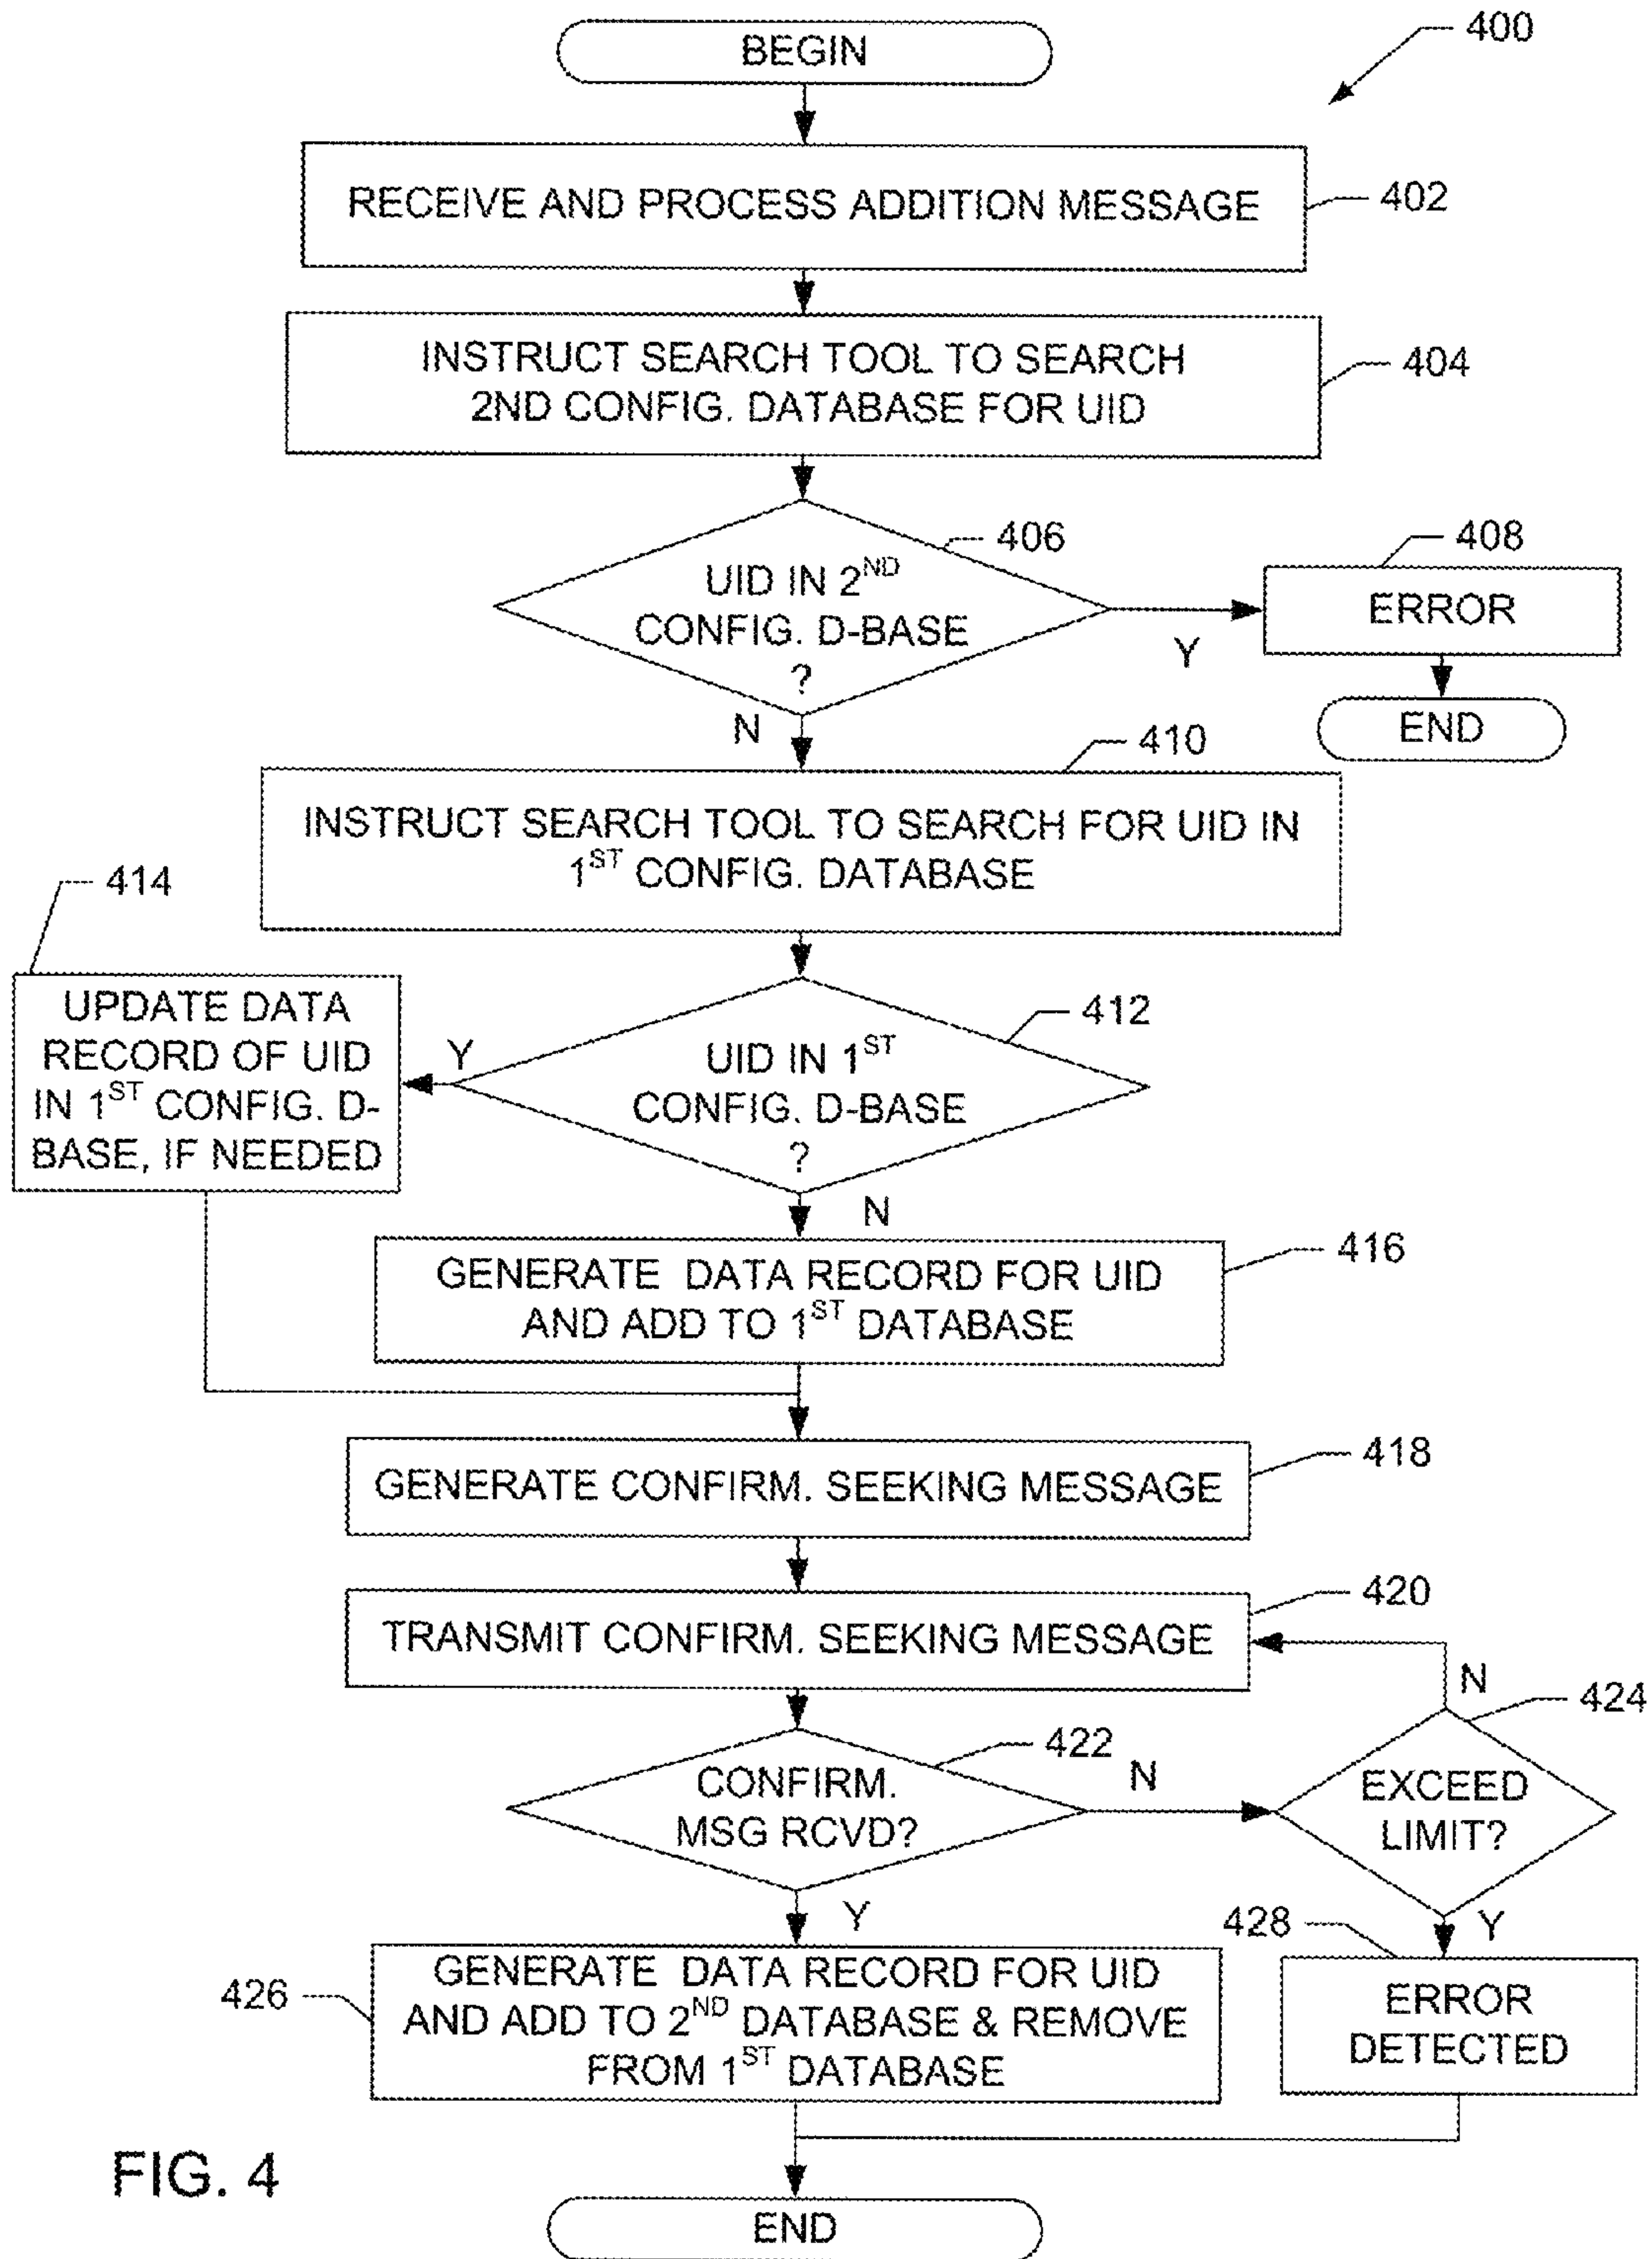 BEGIN
400
RECEIVE AND PROCESS ADDITION MESSAGE
402
INSTRUCT SEARCH TOOL TO SEARCH
2ND CONFIG. DATABASE FOR UID
404
406
UID IN 2ND
CONFIG. D-BASE
?
Y
N
408
ERROR
END
410
INSTRUCT SEARCH TOOL TO SEARCH FOR UID IN
1ST CONFIG. DATABASE
414
UPDATE DATA
RECORD OF UID
IN 1ST CONFIG. D-
BASE, IF NEEDED
Y
412
UID IN 1ST
CONFIG. D-BASE
?
N
416
GENERATE DATA RECORD FOR UID
AND ADD TO 1ST DATABASE
GENERATE CONFIRM. SEEKING MESSAGE
418
TRANSMIT CONFIRM. SEEKING MESSAGE
420
N
424
422
CONFIRM.
MSG RCVD?
N
EXCEED
LIMIT?
Y
428
Y
426
GENERATE DATA RECORD FOR UID
AND ADD TO 2ND DATABASE & REMOVE
FROM 1ST DATABASE
ERROR
DETECTED
FIG. 4
END